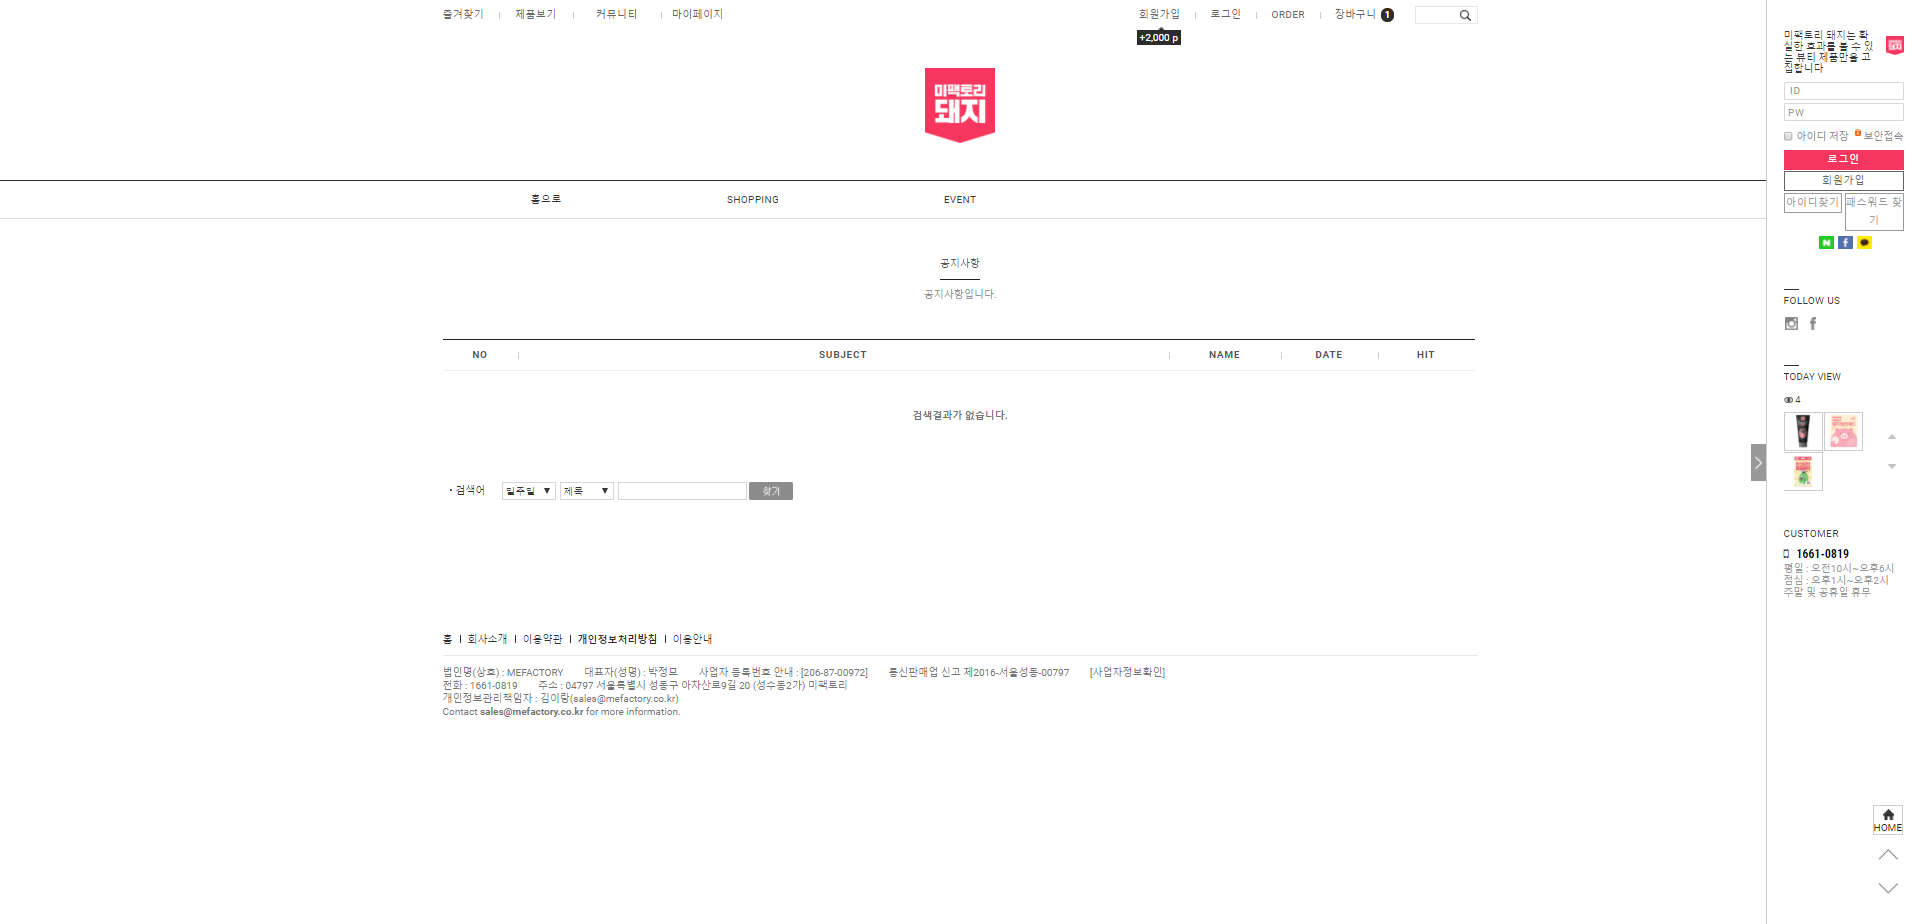 즐겨찾기 제품보기 커뮤니티 마이페이지 회원가입 로그인 ORDER 장바구니 1
+2,000 p
미팩토리
돼지
홈으로 SHOPPING EVENT
공지사항
공지사항입니다.
NO SUBJECT NAME DATE HIT
검색결과가 없습니다.
· 검색어 일주일 ▼ 제목 ▼ 찾기
홈 I 회사소개 I 이용약관 I 개인정보처리방침 I 이용안내
법인명(상호) : MEFACTORY 대표자(성명) : 박정므 사업자 등록번호 안내 : [206-87-00972] 통신판매업 신고 제2016-서울성동-00797 [사업자정보확인]
전화 : 1661-0819 주소 : 04797 서울특별시 성동구 아차산로9길 20 (성수동2가) 미팩토리
개인정보관리책임자 : 김이랑(sales@mefactory.co.kr)
Contact sales@mefactory.co.kr for more information.
미팩토리 돼지는 확
실한 효과를 볼 수 있
는 뷰티 제품만을 고
집합니다
ID
PW
아이디 저장 보안접속
로그인
회원가입
아이디찾기 패스워드 찾
기
FOLLOW US
TODAY VIEW
4
CUSTOMER
1661-0819
평일 : 오전10시~오후6시
점심 : 오후1시~오후2시
주말 및 공휴일 휴무
HOME